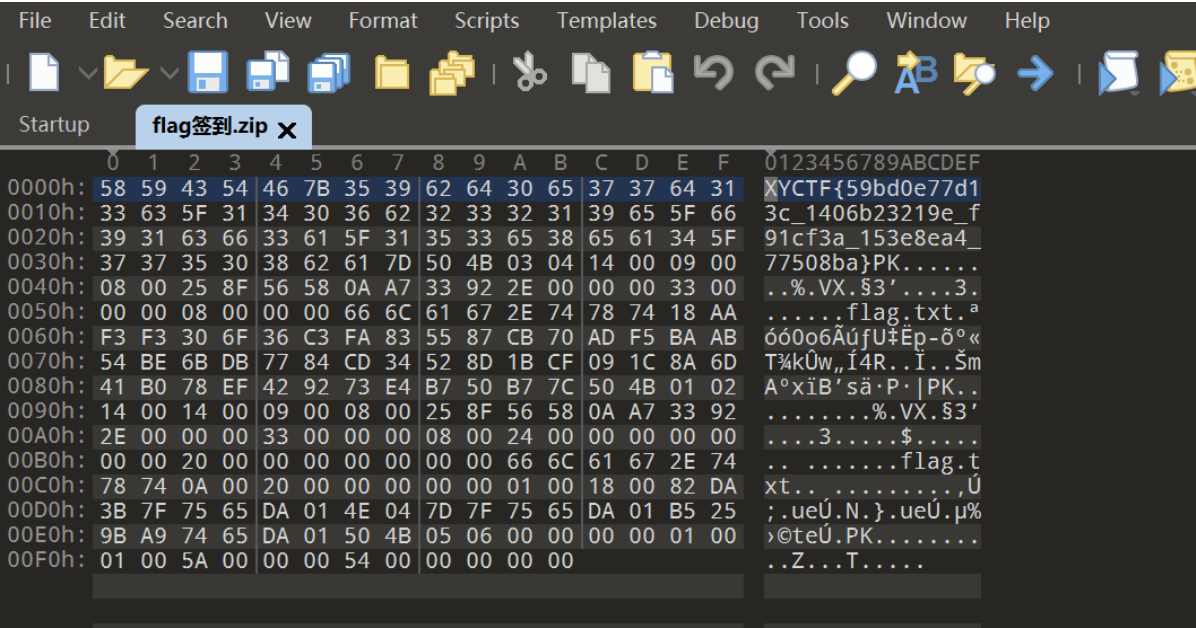 File Edit Search View Format Scripts Templates Debug Tools Window Help
Startup flag签到.zip
0 1 2 3 4 5 6 7 8 9 A B C D E F 0123456789ABCDEF
0000h: 58 59 43 54 46 7B 35 39 62 64 30 65 37 37 64 31 XYCTF{59bd0e77d1
0010h: 33 63 5F 31 34 30 36 62 32 33 32 31 39 65 5F 66 3c_1406b23219e_f
0020h: 39 31 63 66 33 61 5F 31 35 33 65 38 65 61 34 5F 91cf3a_153e8ea4_
0030h: 37 37 35 30 38 62 61 7D 50 4B 03 04 14 00 09 00 77508ba}PK......
0040h: 08 00 25 8F 56 58 0A A7 33 92 2E 00 00 00 33 00 ..%.VX.§3’....3.
0050h: 00 00 08 00 00 00 66 6C 61 67 2E 74 78 74 18 AA ......flag.txt.ª
0060h: F3 F3 30 6F 36 C3 FA 83 55 87 CB 70 AD F5 BA AB óó0o6ÃúƒU‡Ëp-õº«
0070h: 54 BE 6B DB 77 84 CD 34 52 8D 1B CF 09 1C 8A 6D T¾kÛw„Í4R..Ï..Šm
0080h: 41 B0 78 EF 42 92 73 E4 B7 50 B7 7C 50 4B 01 02 A°xïB’sä·P·|PK..
0090h: 14 00 14 00 09 00 08 00 25 8F 56 58 0A A7 33 92 ........%.VX.§3’
00A0h: 2E 00 00 00 33 00 00 00 08 00 24 00 00 00 00 00 ....3.....$.....
00B0h: 00 00 20 00 00 00 00 00 00 00 66 6C 61 67 2E 74 .. .......flag.t
00C0h: 78 74 0A 00 20 00 00 00 00 00 01 00 18 00 82 DA xt.. .........‚Ú
00D0h: 3B 7F 75 65 DA 01 4E 04 7D 7F 75 65 DA 01 B5 25 ;.ueÚ.N.}.ueÚ.µ%
00E0h: 9B A9 74 65 DA 01 50 4B 05 06 00 00 00 00 01 00 ›©teÚ.PK........
00F0h: 01 00 5A 00 00 00 54 00 00 00 00 00 ..Z...T.....